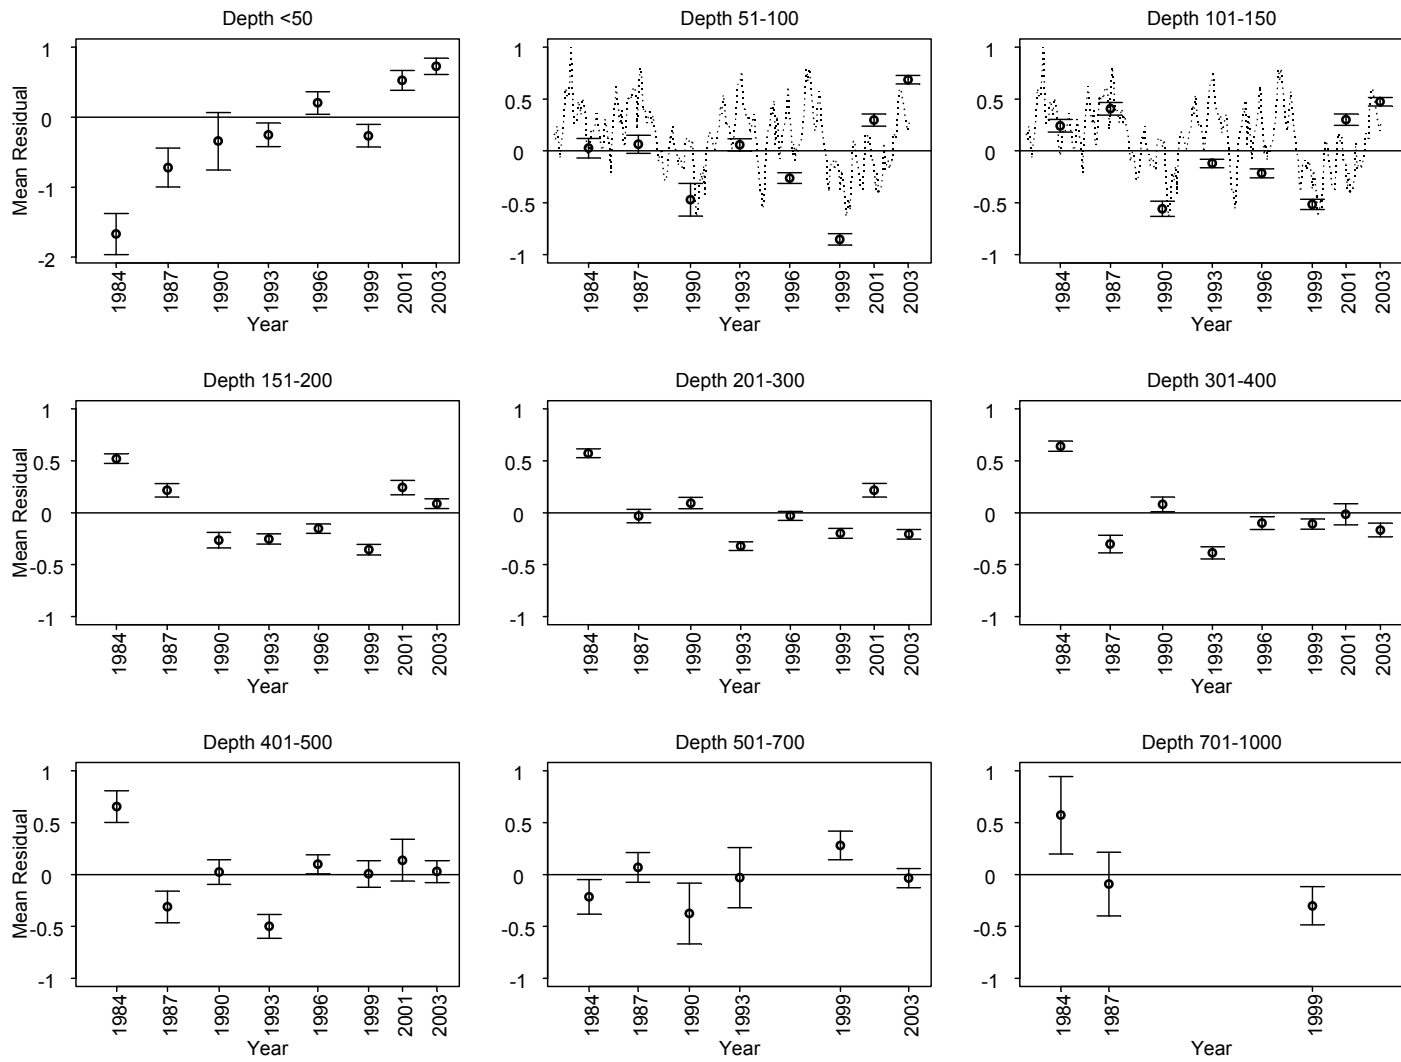 Depth <50
Depth 51-100
Depth 101-150
Mean Residual
1
0
-1
-2
1
0.5
0
-0.5
-1
1
0.5
0
-0.5
-1
1984 1987 1990 1993 1996 1999 2001 2003
1984 1987 1990 1993 1996 1999 2001 2003
1984 1987 1990 1993 1996 1999 2001 2003
Year
Year
Year
Depth 151-200
Depth 201-300
Depth 301-400
Mean Residual
1
0.5
0
-0.5
-1
1
0.5
0
-0.5
-1
1
0.5
0
-0.5
-1
1984 1987 1990 1993 1996 1999 2001 2003
1984 1987 1990 1993 1996 1999 2001 2003
1984 1987 1990 1993 1996 1999 2001 2003
Year
Year
Year
Depth 401-500
Depth 501-700
Depth 701-1000
Mean Residual
1
0.5
0
-0.5
-1
1
0.5
0
-0.5
-1
1
0.5
0
-0.5
-1
1984 1987 1990 1993 1996 1999 2001 2003
1984 1987 1990 1993 1999 2003
1984 1987 1999
Year
Year
Year